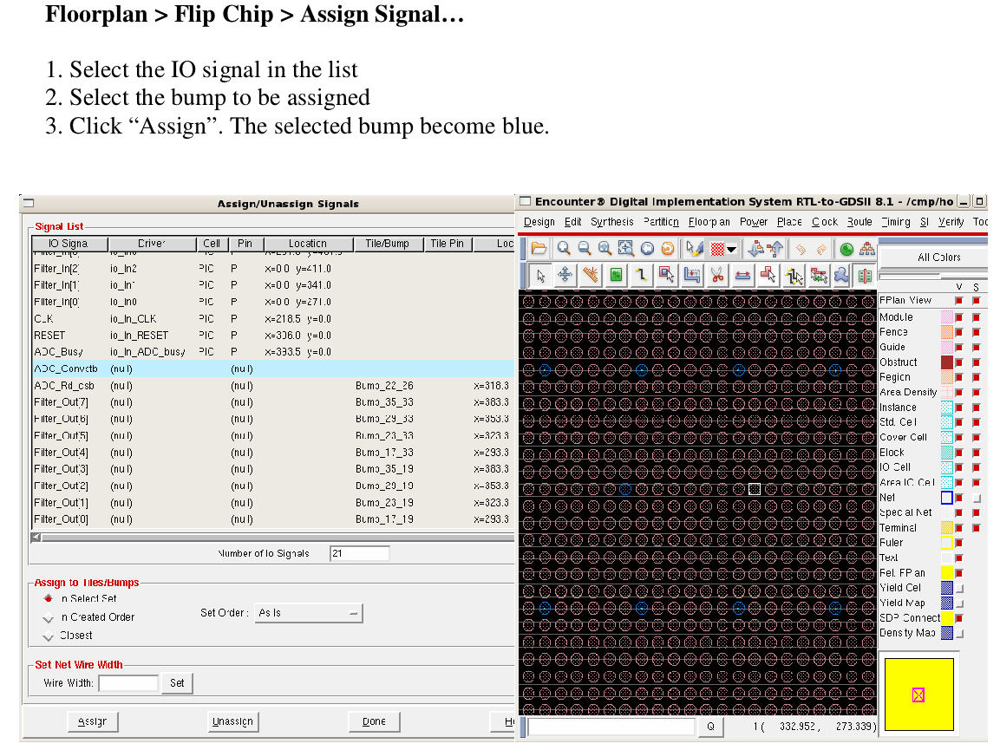 Floorplan > Flip Chip > Assign Signal…
1. Select the IO signal in the list
2. Select the bump to be assigned
3. Click “Assign”. The selected bump become blue.
Assign/Unassign Signals
Signal List
IO Signa Driver Cell Pin Location Tile/Bump Tile Pin Loc
Filter_In[2] io_In2 PIC P x=0.0 y=411.0
Filter_In[1] io_In1 PIC P x=0.0 y=341.0
Filter_In[0] io_In0 PIC P x=0.0 y=271.0
CLK io_In_CLK PIC P x=218.5 y=0.0
RESET io_In_RESET PIC P x=306.0 y=0.0
ADC_Busy io_In_ADC_busy PIC P x=393.5 y=0.0
ADC_Convstb (null) (null)
ADC_Rd_csb (null) (null) Bump_22_26 x=318.3
Filter_Out[7] (null) (null) Bump_35_33 x=383.3
Filter_Out[6] (null) (null) Bump_29_33 x=353.3
Filter_Out[5] (null) (null) Bump_23_33 x=323.3
Filter_Out[4] (null) (null) Bump_17_33 x=293.3
Filter_Out[3] (null) (null) Bump_35_19 x=383.3
Filter_Out[2] (null) (null) Bump_29_19 x=353.3
Filter_Out[1] (null) (null) Bump_23_19 x=323.3
Filter_Out[0] (null) (null) Bump_17_19 x=293.3
Number of Io Signals 21
Assign to Tiles/Bumps
In Select Set
In Created Order
Closest
Set Order : As Is
Set Net Wire Width
Wire Width: Set
Assign Unassign Done
Encounter® Digital Implementation System RTL-to-GDSII 8.1 - /cmp/ho
Design Edit Synthesis Partition Floorplan Power Place Clock Route Timing SI Verify Too
All Colors
V S
FPlan View
Module
Fence
Guide
Obstruct
Region
Area Density
Instance
Std. Cell
Cover Cell
Block
IO Cell
Area IO Cell
Net
Special Net
Terminal
Ruler
Text
Rel. FPlan
Yield Cell
Yield Map
SDP Connect
Density Map
Q 1 ( 332.952, 273.339)